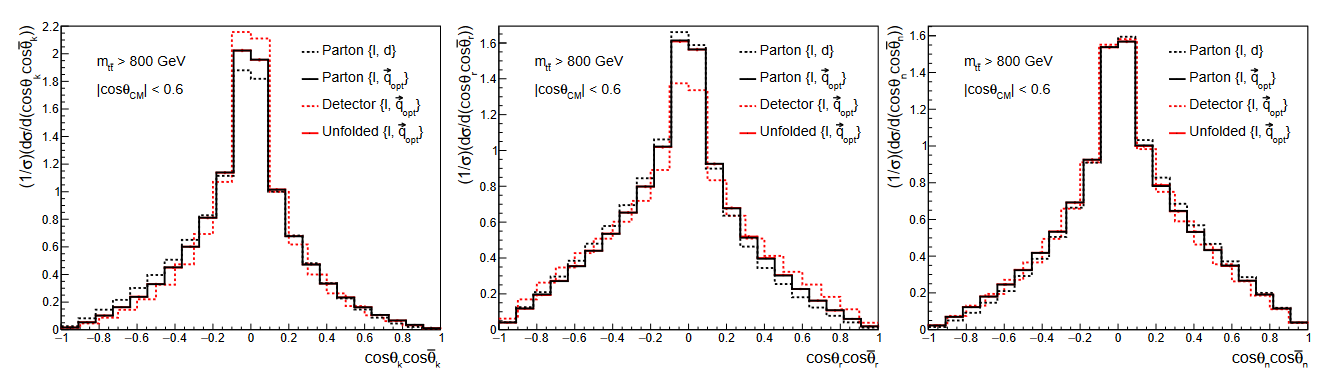 (1/σ)(dσ/d(cosθ_k cosθ̅_k))
2.2
2
1.8
1.6
1.4
1.2
1
0.8
0.6
0.4
0.2
0
m_tt̅ > 800 GeV
|cosθ_CM| < 0.6
Parton {l, d}
Parton {l, q⃗_opt}
Detector {l, q⃗_opt}
Unfolded {l, q⃗_opt}
−1 −0.8 −0.6 −0.4 −0.2 0 0.2 0.4 0.6 0.8 1
cosθ_k cosθ̅_k
(1/σ)(dσ/d(cosθ_r cosθ̅_r))
1.6
1.4
1.2
1
0.8
0.6
0.4
0.2
0
m_tt̅ > 800 GeV
|cosθ_CM| < 0.6
Parton {l, d}
Parton {l, q⃗_opt}
Detector {l, q⃗_opt}
Unfolded {l, q⃗_opt}
−1 −0.8 −0.6 −0.4 −0.2 0 0.2 0.4 0.6 0.8 1
cosθ_r cosθ̅_r
(1/σ)(dσ/d(cosθ_n cosθ̅_n))
1.6
1.4
1.2
1
0.8
0.6
0.4
0.2
0
m_tt̅ > 800 GeV
|cosθ_CM| < 0.6
Parton {l, d}
Parton {l, q⃗_opt}
Detector {l, q⃗_opt}
Unfolded {l, q⃗_opt}
−1 −0.8 −0.6 −0.4 −0.2 0 0.2 0.4 0.6 0.8 1
cosθ_n cosθ̅_n